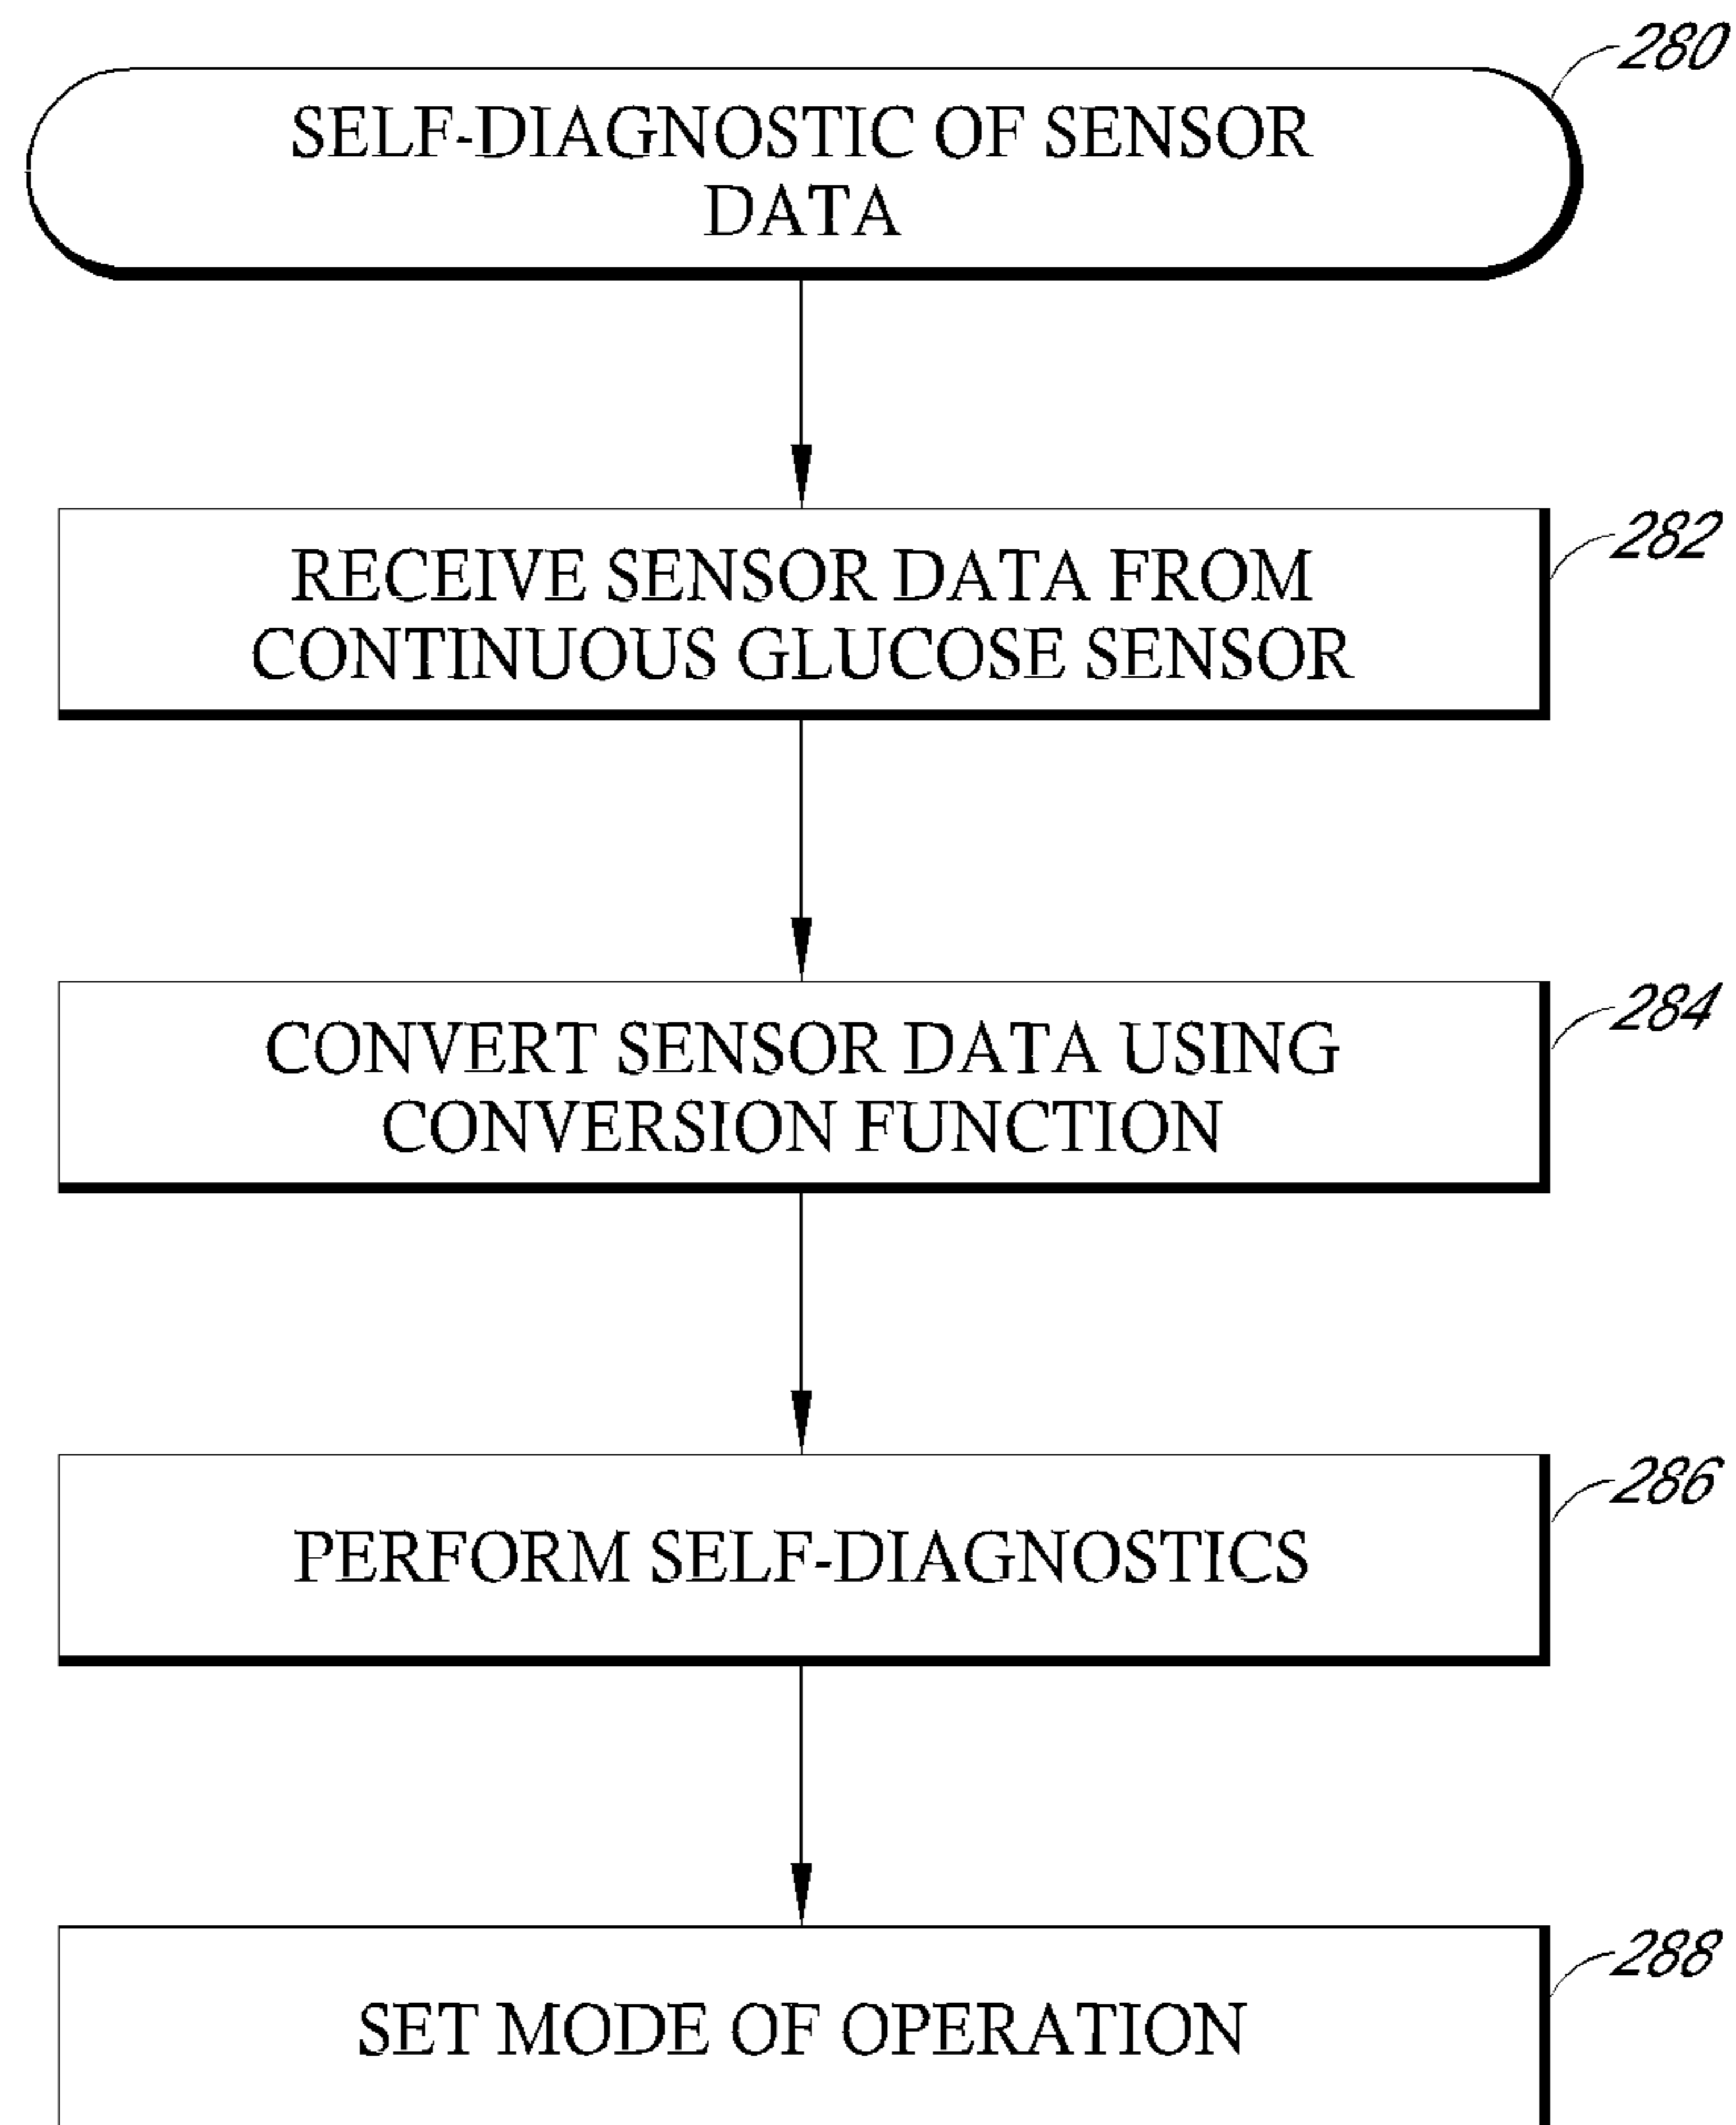 280
SELF-DIAGNOSTIC OF SENSOR
DATA
282
RECEIVE SENSOR DATA FROM
CONTINUOUS GLUCOSE SENSOR
284
CONVERT SENSOR DATA USING
CONVERSION FUNCTION
286
PERFORM SELF-DIAGNOSTICS
288
SET MODE OF OPERATION